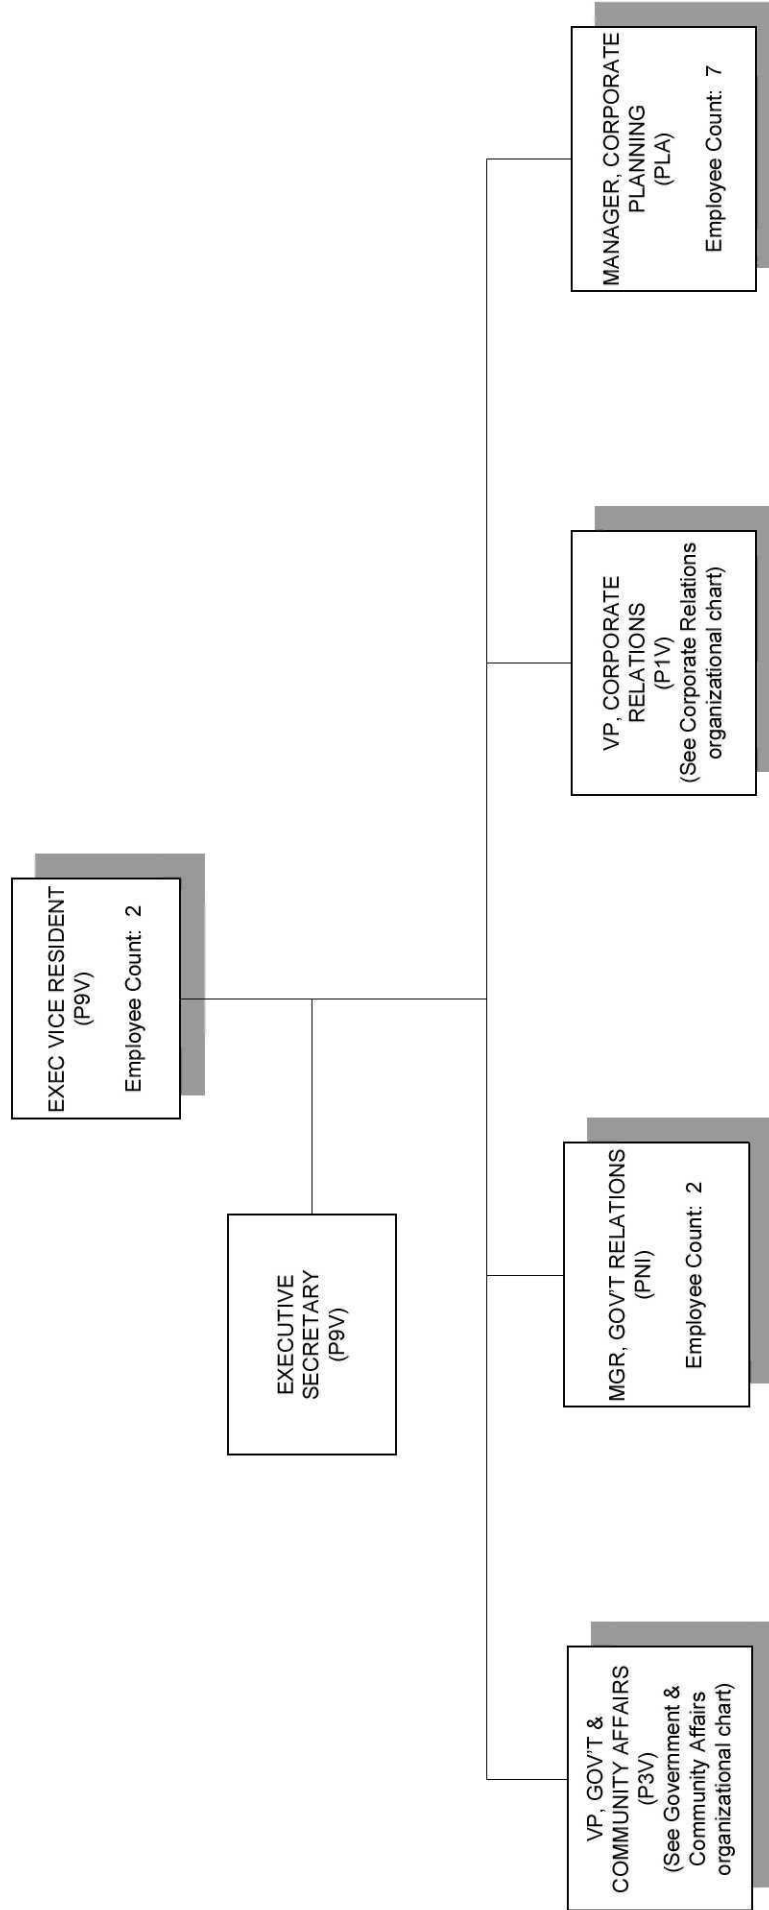 EXEC VICE RESIDENT
(P9V)
Employee Count:  2
EXECUTIVE
SECRETARY
(P9V)
VP, GOV'T &
COMMUNITY AFFAIRS
(P3V)
(See Government &
Community Affairs
organizational chart)
MGR, GOV'T RELATIONS
(PNI)
Employee Count:  2
VP, CORPORATE
RELATIONS
(P1V)
(See Corporate Relations
organizational chart)
MANAGER, CORPORATE
PLANNING
(PLA)
Employee Count:  7